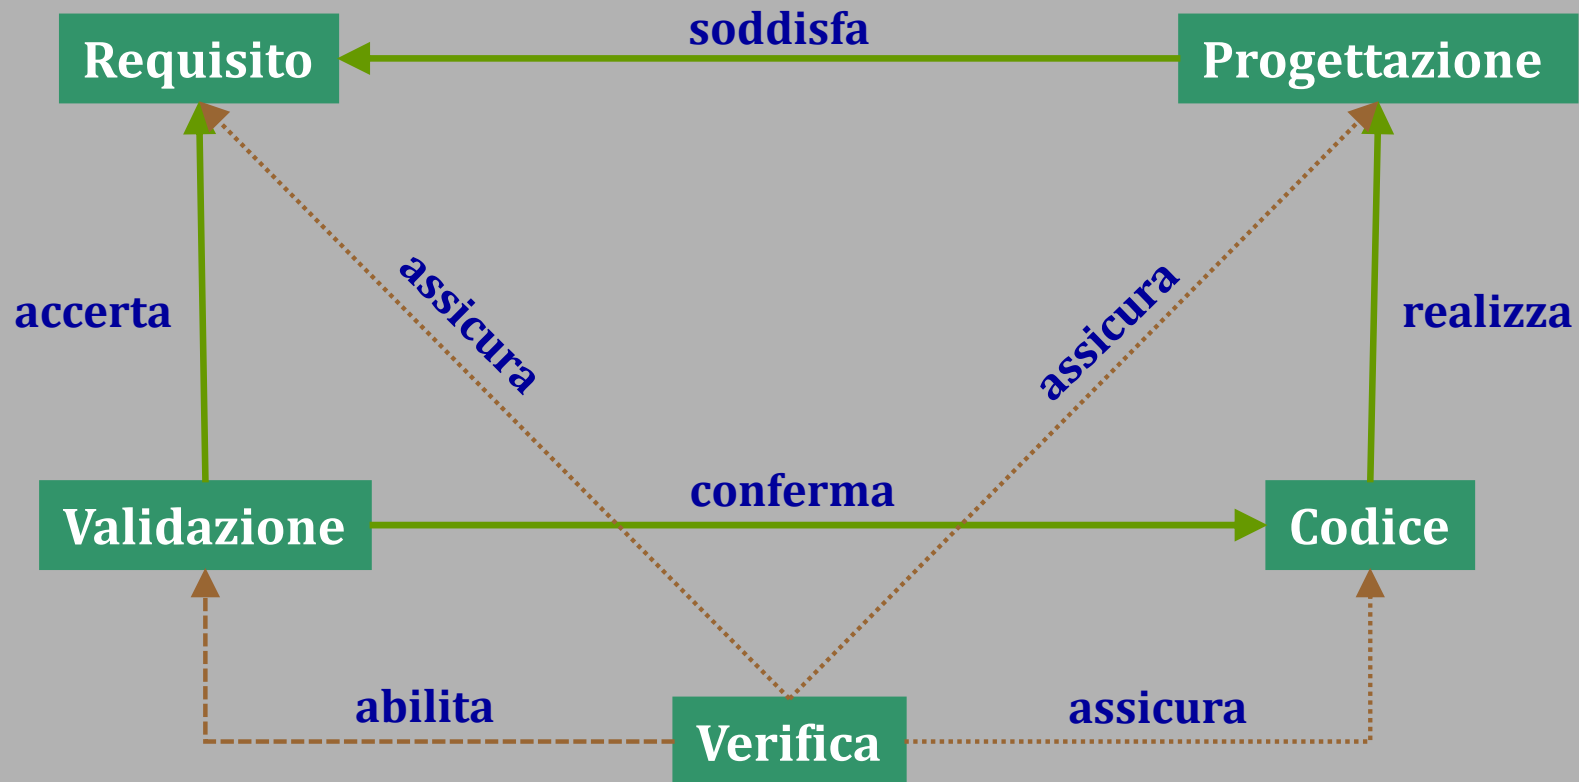 soddisfa
Requisito
Progettazione
accerta
assicura
assicura
realizza
conferma
Validazione
Codice
abilita
assicura
Verifica